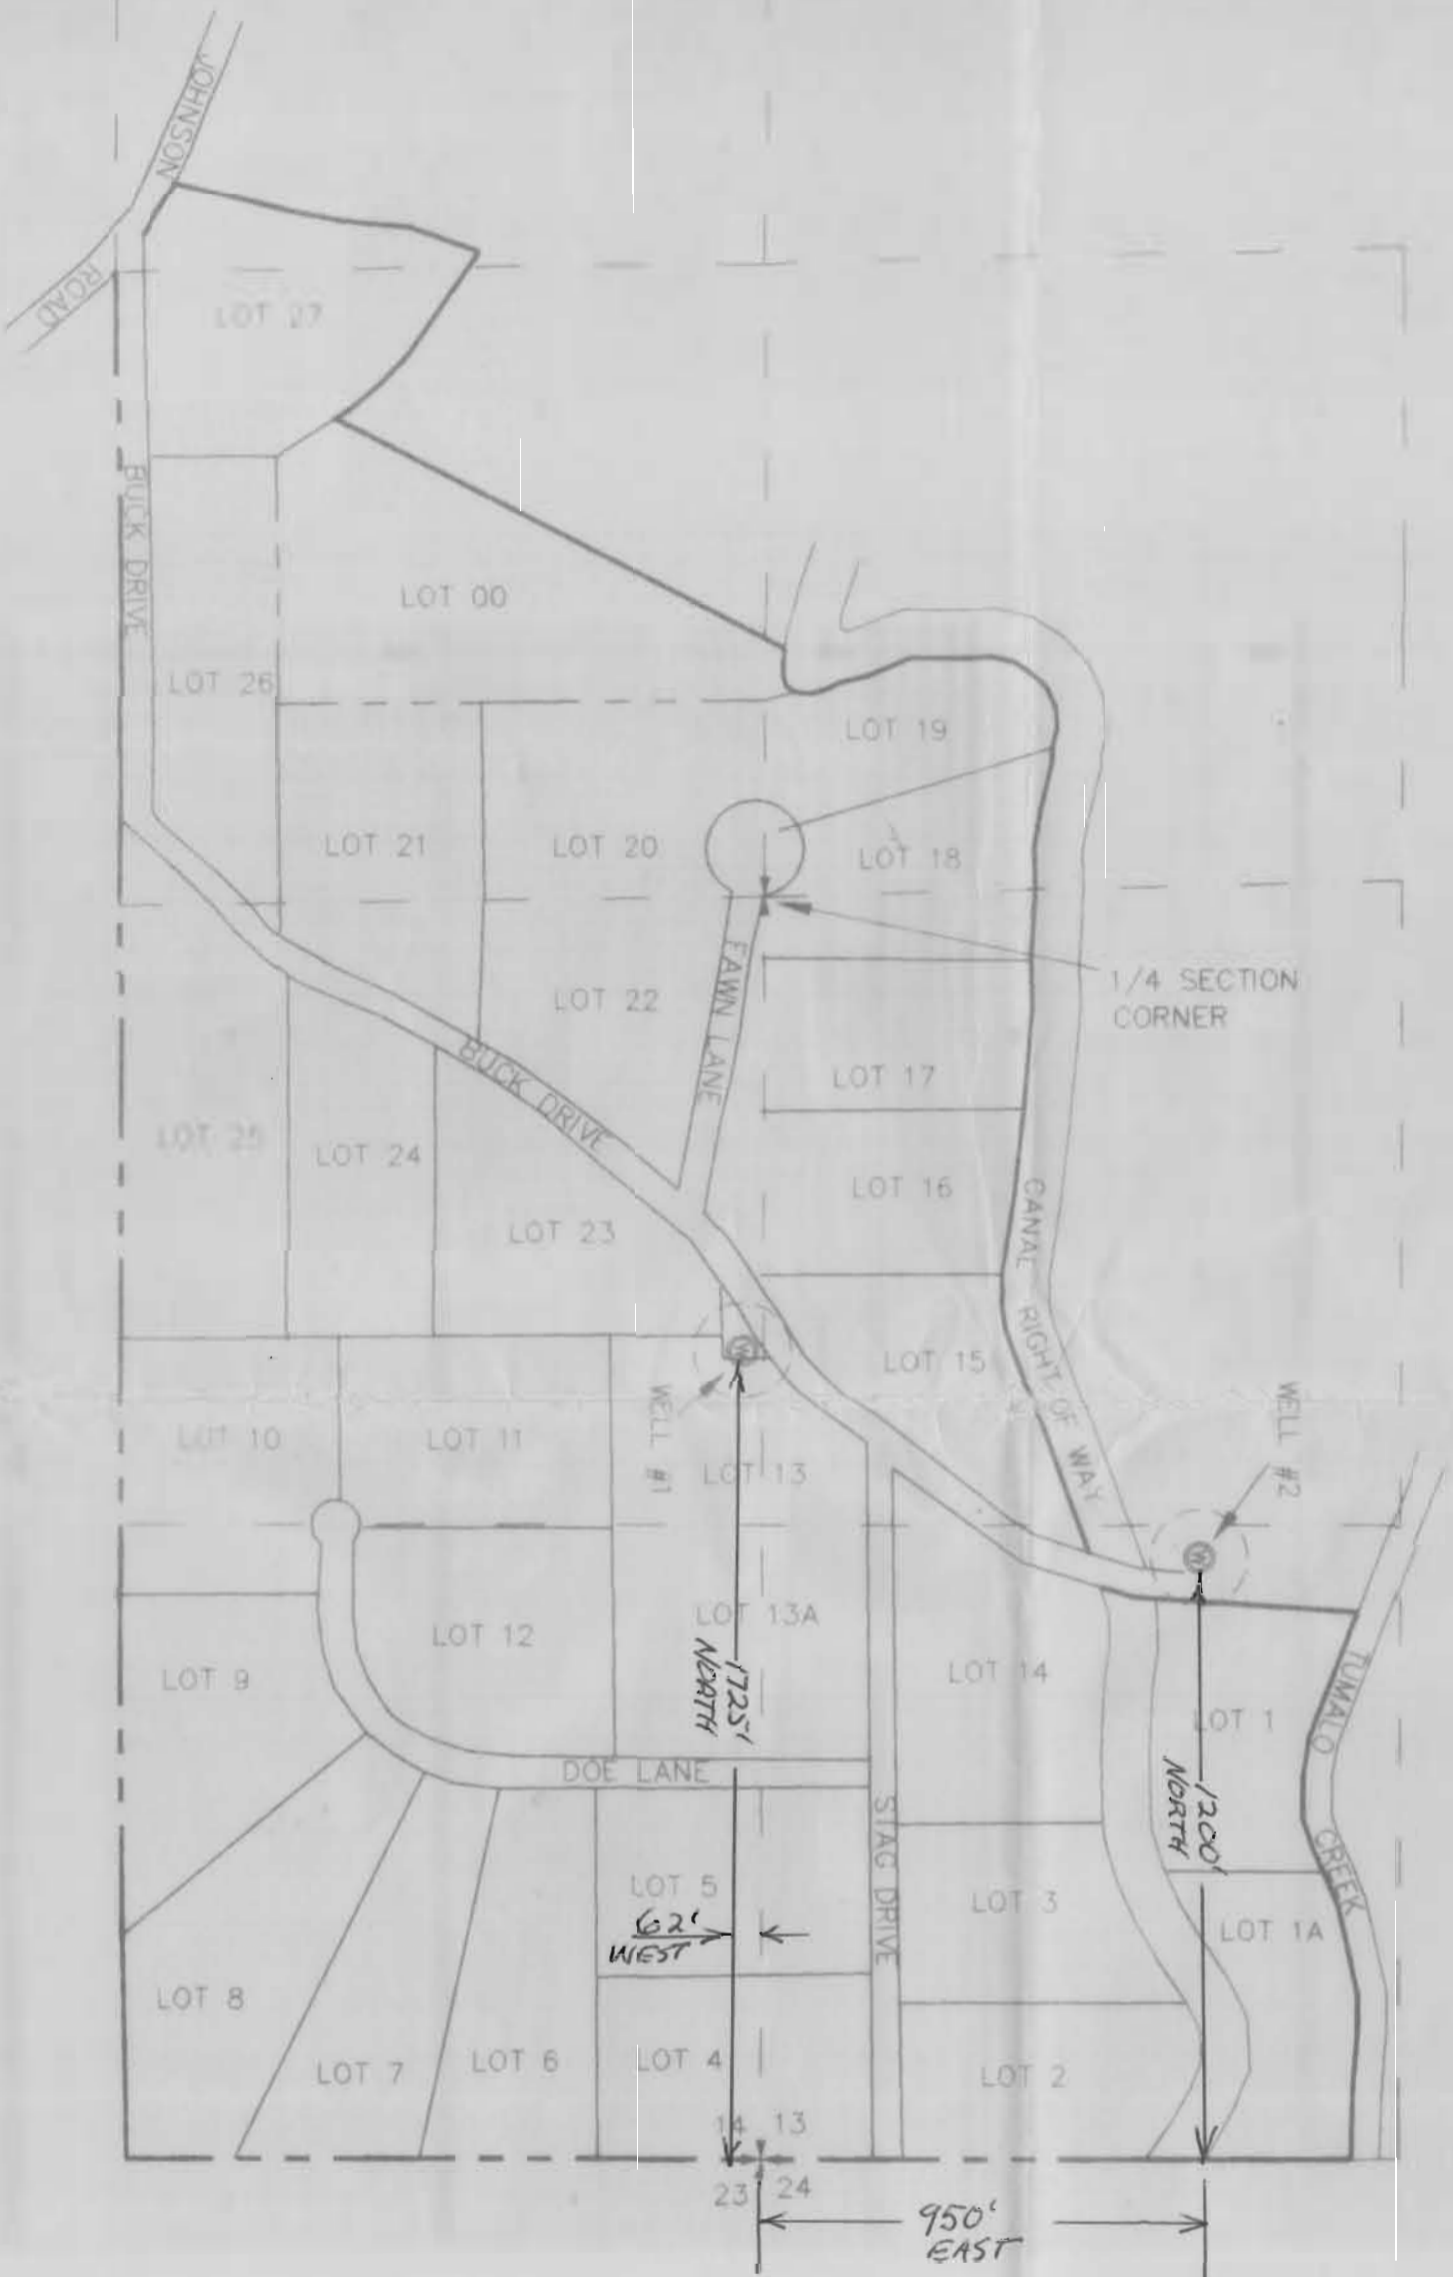 JOHNSON
ROAD
LOT 27
BUCK DRIVE
LOT 00
LOT 26
LOT 19
LOT 21
LOT 20
LOT 18
FAWN LANE
1/4 SECTION
CORNER
LOT 22
BUCK DRIVE
LOT 17
LOT 25
LOT 24
LOT 16
CANAL RIGHT OF WAY
LOT 23
W
LOT 15
WELL #1
WELL #2
LOT 10
LOT 11
LOT 13
W
LOT 13A
LOT 12
1725'
NORTH
LOT 9
LOT 14
LOT 1
TUMALO CREEK
DOE LANE
1200'
NORTH
STAG DRIVE
LOT 5
LOT 3
62'
WEST
LOT 1A
LOT 8
LOT 7
LOT 6
LOT 4
LOT 2
14 13
23 24
950'
EAST